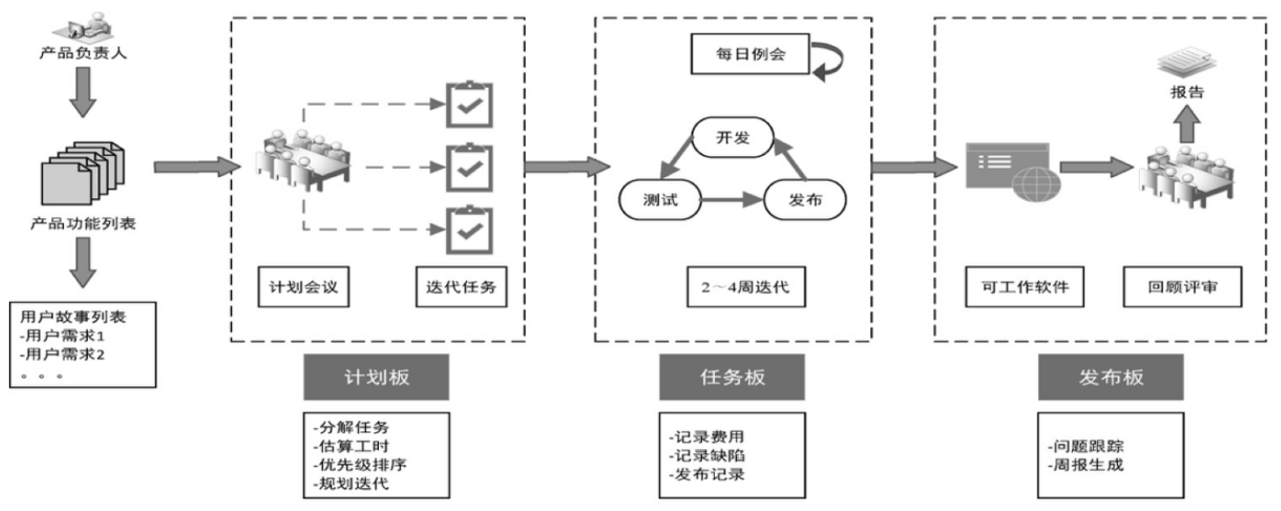 产品负责人
产品功能列表
用户故事列表
-用户需求1
-用户需求2
。。。
计划会议
迭代任务
计划板
-分解任务
-估算工时
-优先级排序
-规划迭代
每日例会
开发
测试
发布
2～4周迭代
任务板
-记录费用
-记录缺陷
-发布记录
报告
可工作软件
回顾评审
发布板
-问题跟踪
-周报生成